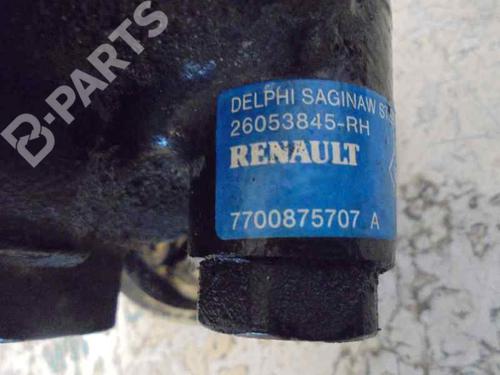 B-PARTS
DELPHI SAGINAW
26053845-RH
RENAULT
7700875707 A